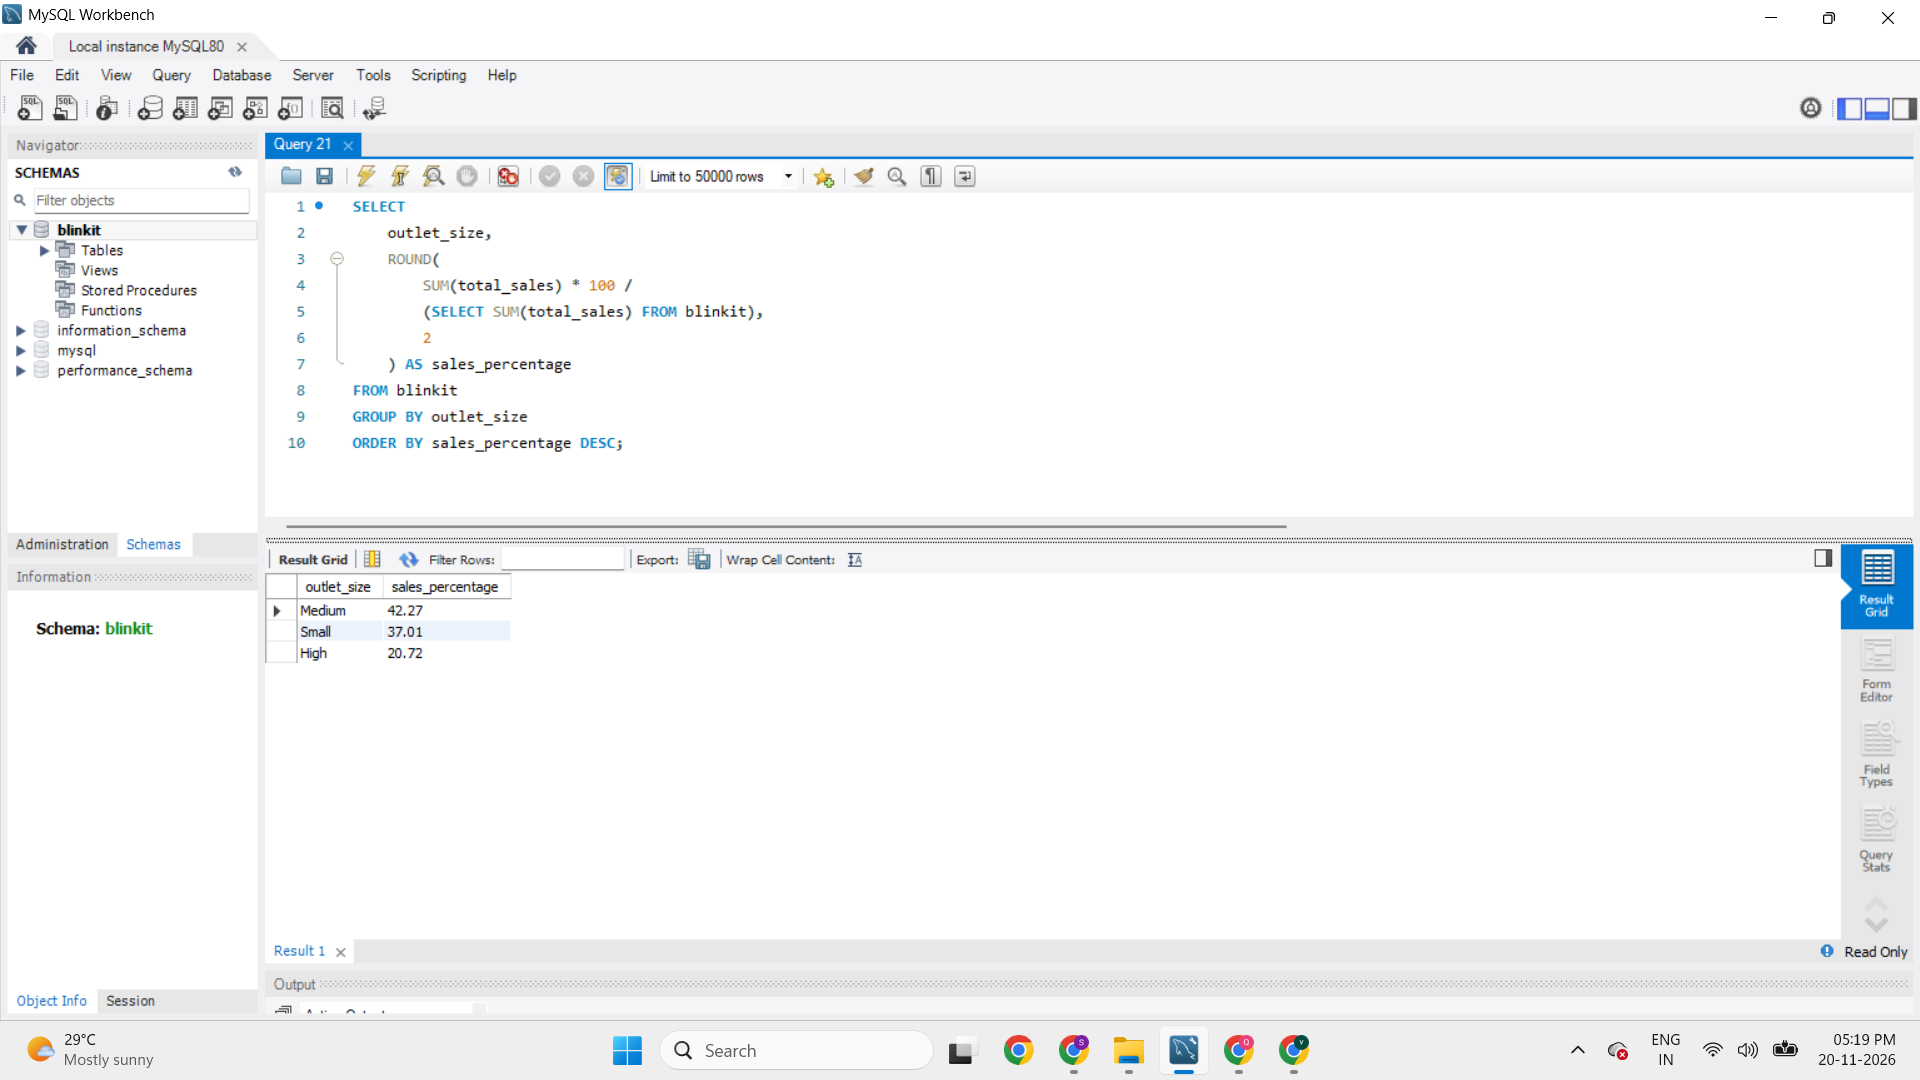 MySQL Workbench
Local instance MySQL80
File Edit View Query Database Server Tools Scripting Help
Navigator
SCHEMAS
Filter objects
blinkit
Tables
Views
Stored Procedures
Functions
information_schema
mysql
performance_schema
Administration Schemas
Information
Schema: blinkit
Object Info Session
Query 21
Limit to 50000 rows
1 SELECT
2 outlet_size,
3 ROUND(
4 SUM(total_sales) * 100 /
5 (SELECT SUM(total_sales) FROM blinkit),
6 2
7 ) AS sales_percentage
8 FROM blinkit
9 GROUP BY outlet_size
10 ORDER BY sales_percentage DESC;
Result Grid Filter Rows: Export: Wrap Cell Content:
outlet_size sales_percentage
Medium 42.27
Small 37.01
High 20.72
Result
Grid
Form
Editor
Field
Types
Query
Stats
Result 1
Read Only
Output
29°C
Mostly sunny
Search
ENG
IN
05:19 PM
20-11-2026